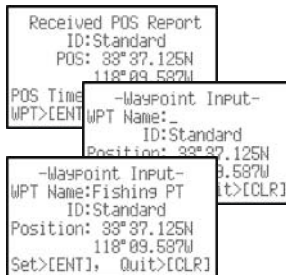 Received POS Report
ID:Standard
POS: 33°37.125N
118°09.587W
POS Time
WPT>[ENT
-Waypoint Input-
WPT Name:_
ID:Standard
Position: 33°37.125N
9.587W
it>[CLR]
-Waypoint Input-
WPT Name:Fishing PT
ID:Standard
Position: 33°37.125N
118°09.587W
Set>[ENT], Quit>[CLR]